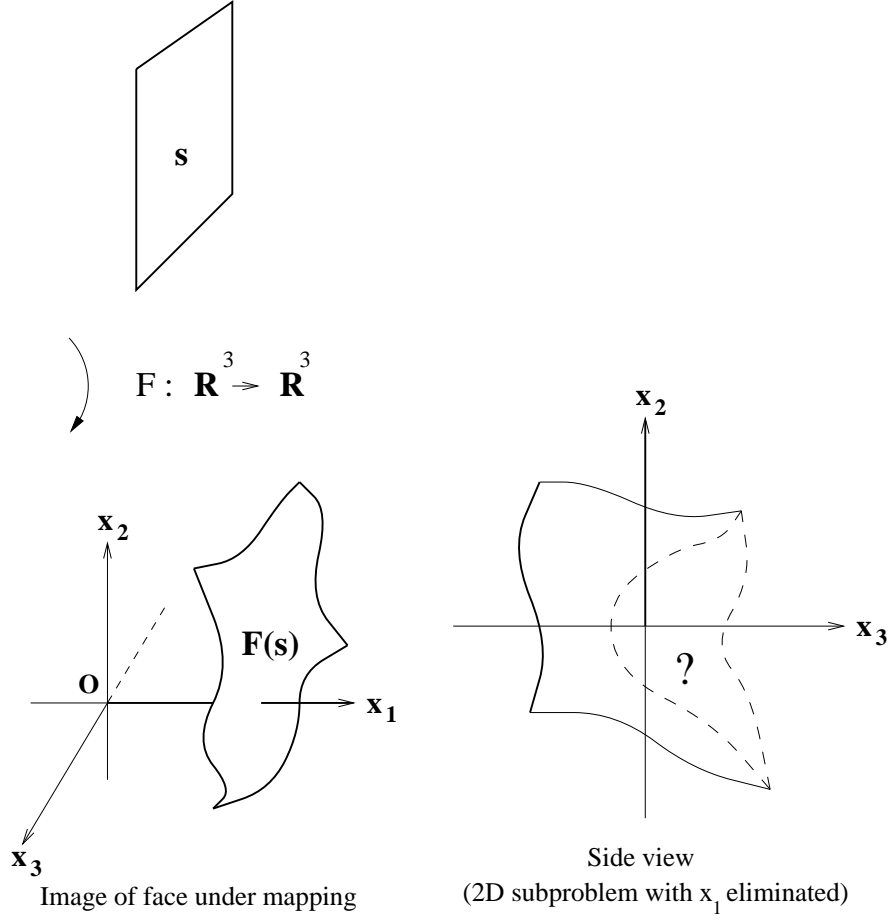 s
F : R³ → R³
x₂
x₂
F(s)
x₃
?
O
x₁
x₃
Side view
Image of face under mapping
(2D subproblem with x₁ eliminated)